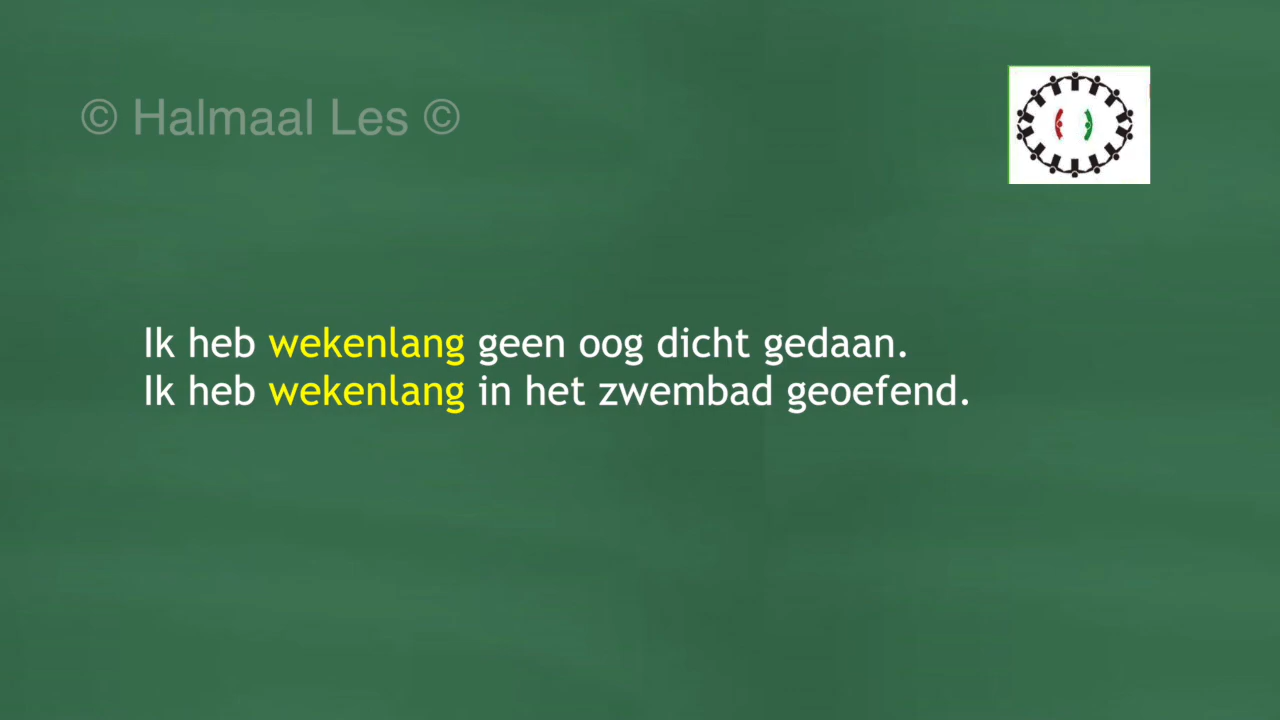 © Halmaal Les ©
Ik heb wekenlang geen oog dicht gedaan.
Ik heb wekenlang in het zwembad geoefend.